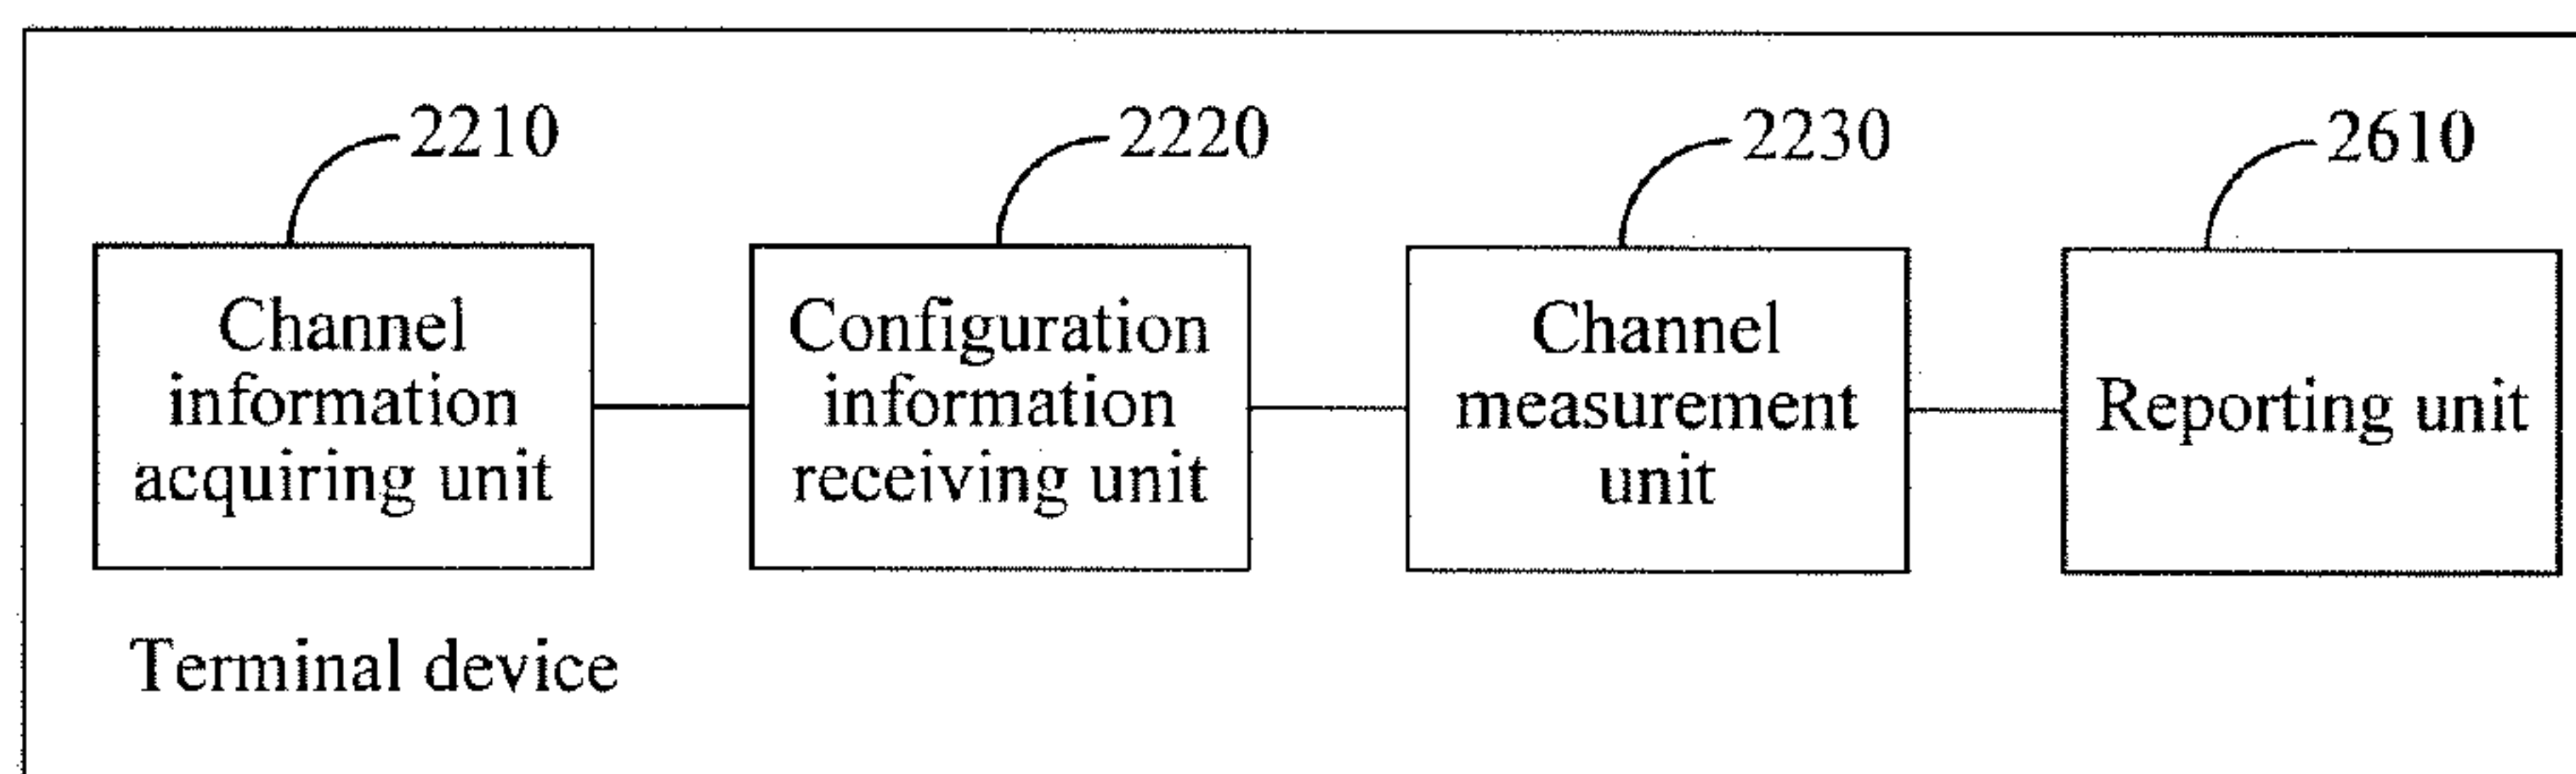 2210
2220
2230
2610
Channel
information
acquiring unit
Configuration
information
receiving unit
Channel
measurement
unit
Reporting unit
Terminal device